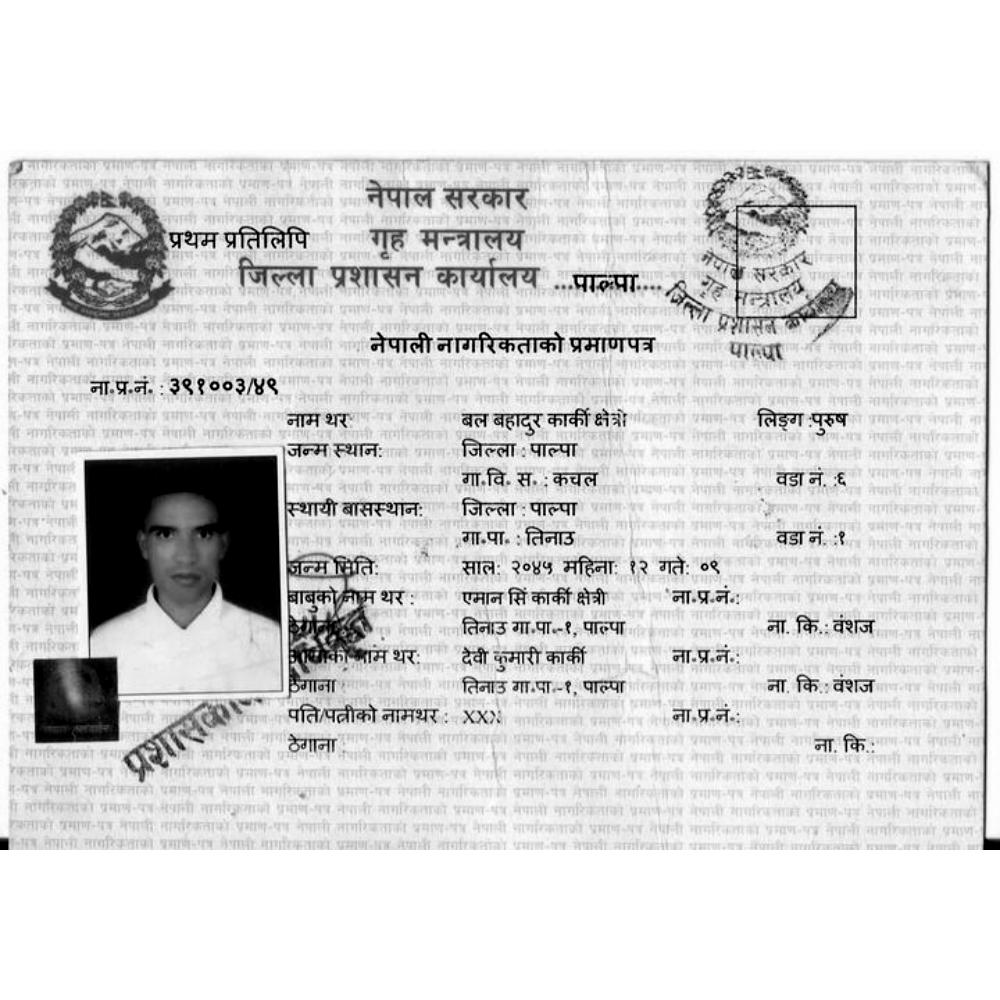 नेपाल सरकार
प्रथम प्रतिलिपि गृह मन्त्रालय
जिल्ला प्रशासन कार्यालय ...पाल्पा....
नेपाल सरकार
गृह मन्त्रालय
जिल्ला प्रशासन कार्यालय
पाल्पा
नेपाली नागरिकताको प्रमाणपत्र
ना.प्र.नं. : ३९१००३/४९
नाम थर: बल बहादुर कार्की क्षेत्री लिङ्ग :पुरुष
जन्म स्थान: जिल्ला : पाल्पा
गा.वि. स. : कचल वडा नं. :६
स्थायी बासस्थान: जिल्ला : पाल्पा
गा.पा. : तिनाउ वडा नं. :१
जन्म मिति: साल: २०४५ महिना: १२ गते: ०९
बाबुको नाम थर : एमान सिं कार्की क्षेत्री ना.प्र.नं.:
ठेगाना तिनाउ गा.पा.-१, पाल्पा ना. कि.: वंशज
आमाको नाम थर: देवी कुमारी कार्की ना.प्र.नं.:
ठेगाना : तिनाउ गा.पा.-१, पाल्पा ना. कि.: वंशज
पति/पत्नीको नामथर : XXX ना.प्र.नं.:
ठेगाना : ना. कि.: